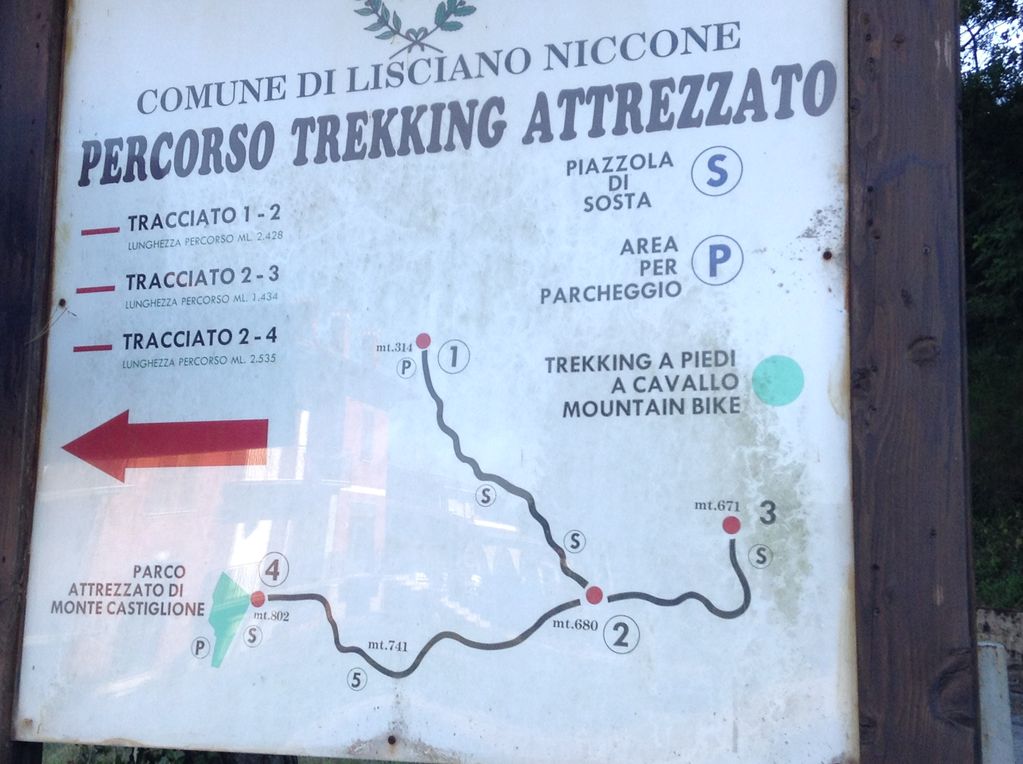 COMUNE DI LISCIANO NICCONE
PERCORSO TREKKING ATTREZZATO
TRACCIATO 1 - 2
LUNGHEZZA PERCORSO ML. 2.428
TRACCIATO 2 - 3
LUNGHEZZA PERCORSO ML. 1.434
TRACCIATO 2 - 4
LUNGHEZZA PERCORSO ML. 2.535
PIAZZOLA
DI
SOSTA
S
AREA
PER
PARCHEGGIO
P
TREKKING A PIEDI
A CAVALLO
MOUNTAIN BIKE
mt.314
P
1
S
S
mt.671
3
S
PARCO
ATTREZZATO DI
MONTE CASTIGLIONE
4
mt.802
P
S
mt.741
5
mt.680
2